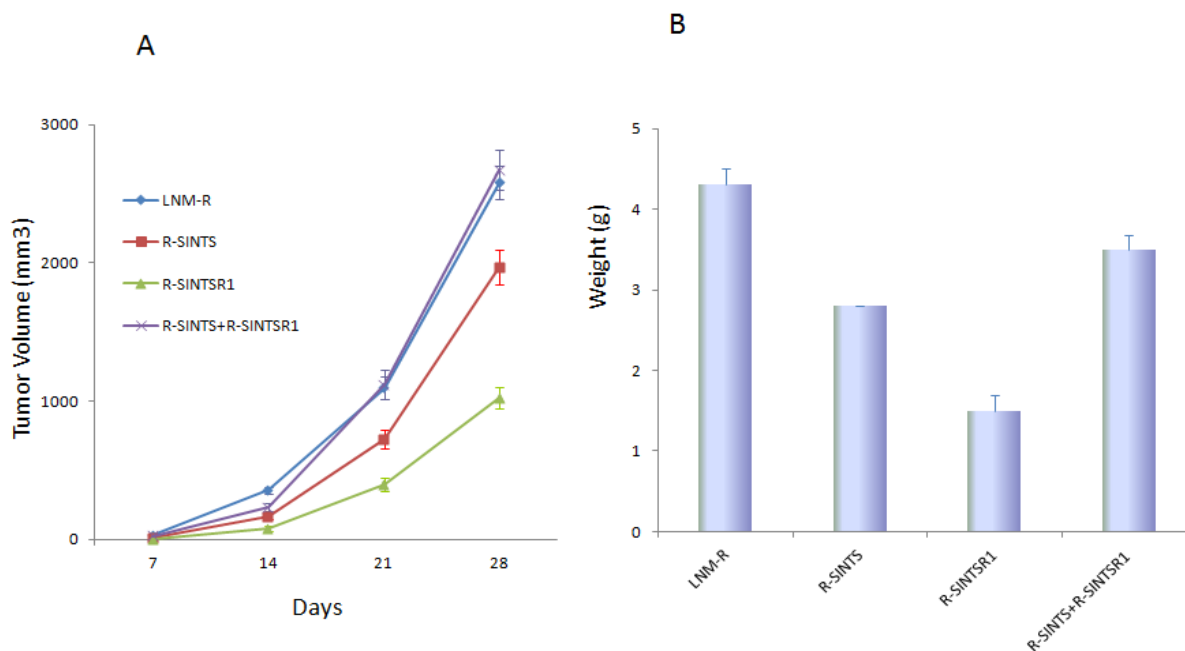 A
Tumor Volume (mm3)
3000
2000
1000
0
LNM-R
R-SINTS
R-SINTSR1
R-SINTS+R-SINTSR1
7 14 21 28
Days
B
Weight (g)
5
4
3
2
1
0
LNM-R
R-SINTS
R-SINTSR1
R-SINTS+R-SINTSR1